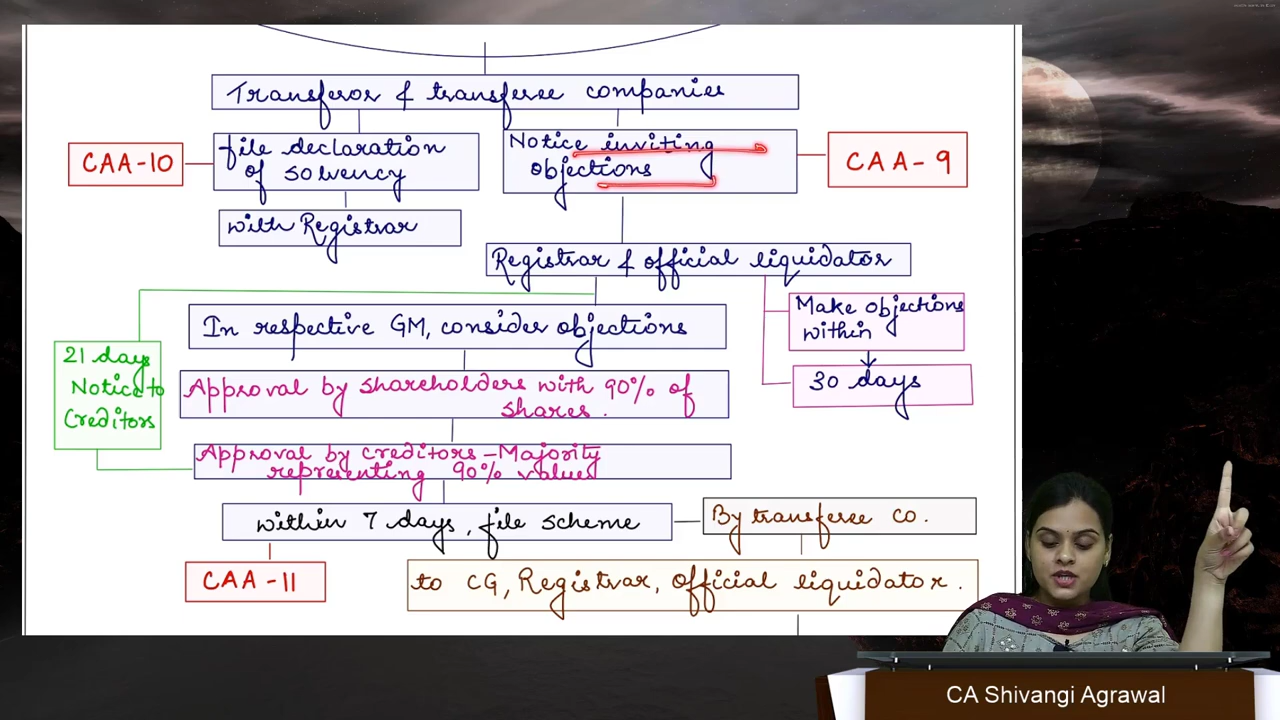 Transferor & transferee companies
CAA-10
file declaration
of solvency
Notice inviting
objections
CAA-9
with Registrar
Registrar & official liquidator
Make objections
within
30 days
In respective GM, consider objections
21 days
Notice to
Creditors
Approval by shareholders with 90% of
shares.
Approval by creditors - Majority
representing 90% values
within 7 days, file scheme
By transferee co.
CAA-11
to CG, Registrar, official liquidator.
CA Shivangi Agrawal